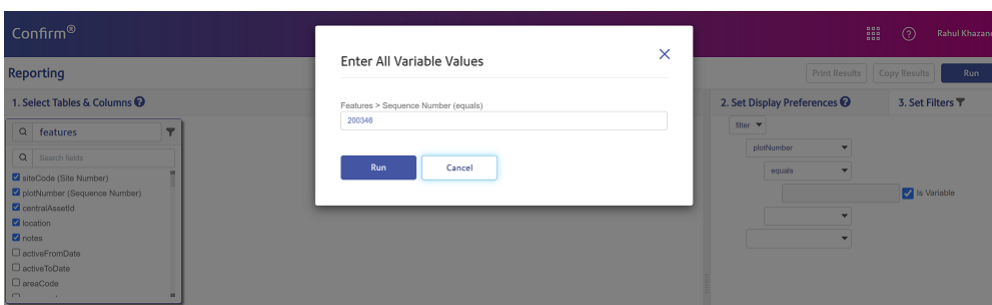 Confirm®
Rahul Khazan
Reporting
Print Results
Copy Results
Run
1. Select Tables & Columns
2. Set Display Preferences
3. Set Filters
features
Search fields
siteCode (Site Number)
plotNumber (Sequence Number)
centralAssetId
location
notes
activeFromDate
activeToDate
areaCode
Enter All Variable Values
Features > Sequence Number (equals)
200346
Run
Cancel
filter
plotNumber
equals
Is Variable